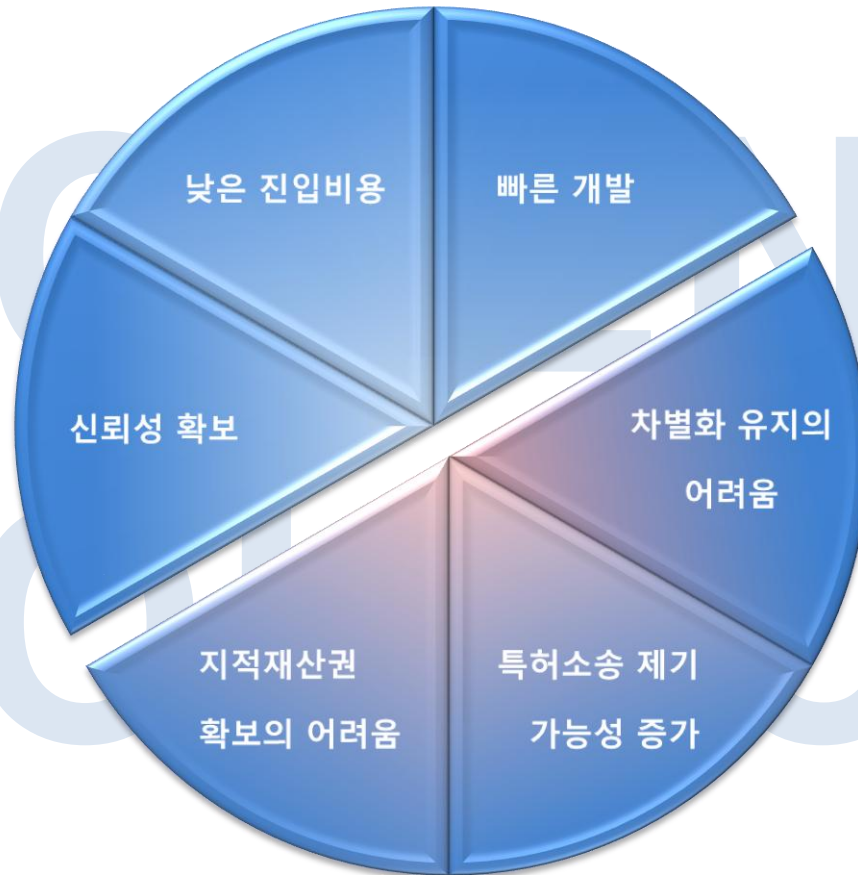 낮은 진입비용
빠른 개발
신뢰성 확보
차별화 유지의
어려움
지적재산권
확보의 어려움
특허소송 제기
가능성 증가